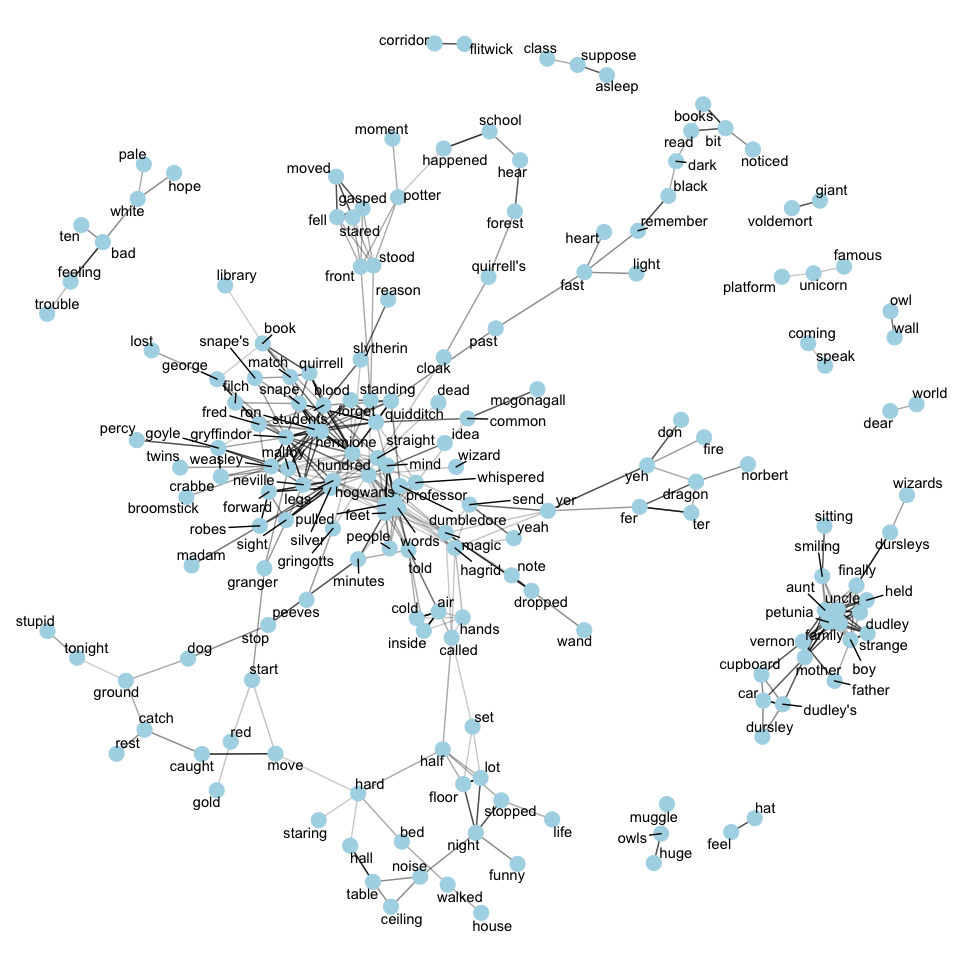 corridor
flitwick
class
suppose
asleep
books
read
bit
noticed
dark
black
remember
school
moment
happened
hear
forest
moved
gasped
potter
fell
stared
front
stood
pale
hope
white
ten
bad
feeling
trouble
giant
voldemort
famous
platform
unicorn
owl
wall
coming
speak
world
dear
heart
light
fast
quirrell's
past
cloak
library
reason
book
slytherin
lost
snape's
match
quirrell
george
filch
snape
blood
standing
dead
mcgonagall
fred
ron
students
forget
quidditch
common
percy
goyle
gryffindor
hermione
straight
idea
twins
weasley
malfoy
hundred
mind
wizard
crabbe
neville
legs
hogwarts
professor
whispered
broomstick
forward
pulled
feet
dumbledore
send
yer
robes
sight
silver
people
words
magic
yeah
madam
gringotts
granger
minutes
told
hagrid
note
dropped
wand
don
fire
yeh
dragon
norbert
fer
ter
peeves
cold
air
inside
hands
called
stop
start
stupid
tonight
dog
ground
catch
rest
caught
red
move
gold
set
half
lot
hard
floor
stopped
life
staring
bed
night
funny
hall
noise
table
walked
ceiling
house
wizards
sitting
smiling
dursleys
finally
aunt
uncle
held
petunia
dudley
vernon
family
strange
cupboard
mother
boy
father
car
dudley's
dursley
muggle
owls
huge
hat
feel